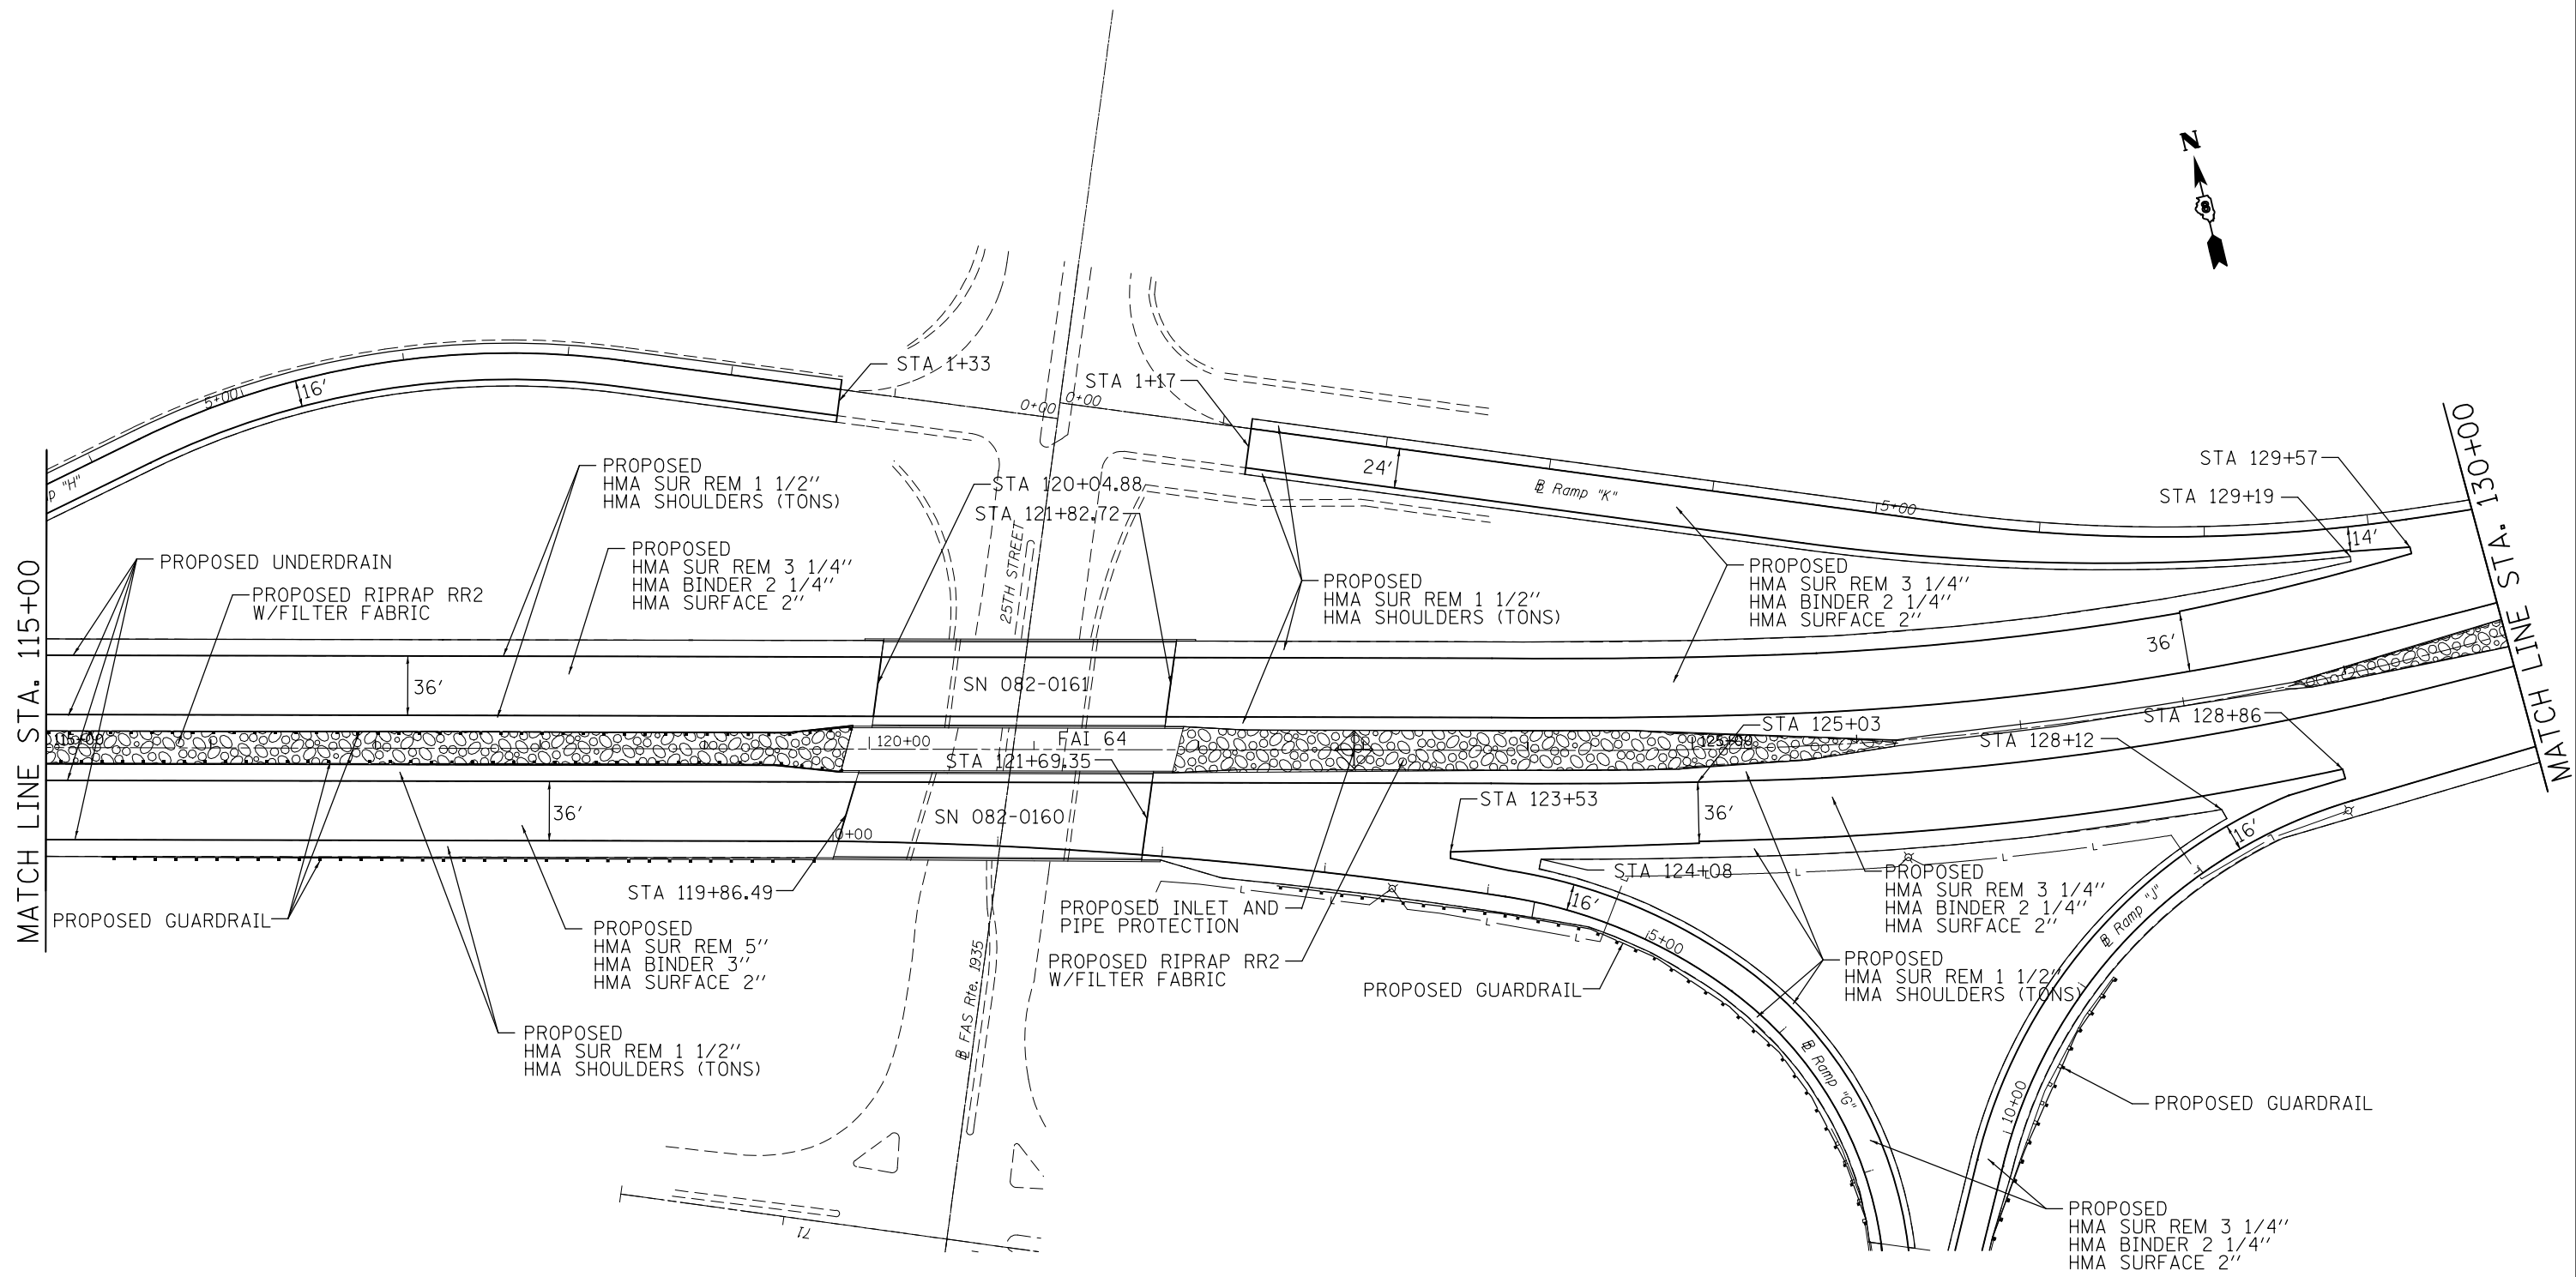 N
8
MATCH LINE STA. 115+00
MATCH LINE STA. 130+00
5+00
16'
STA 1+33
0+00
0+00
STA 1+17
p "H"
PROPOSED
HMA SUR REM 1 1/2"
HMA SHOULDERS (TONS)
STA 120+04.88
STA 121+82.72
24'
℄ Ramp "K"
5+00
STA 129+57
STA 129+19
14'
PROPOSED UNDERDRAIN
PROPOSED RIPRAP RR2
W/FILTER FABRIC
PROPOSED
HMA SUR REM 3 1/4"
HMA BINDER 2 1/4"
HMA SURFACE 2"
25TH STREET
PROPOSED
HMA SUR REM 1 1/2"
HMA SHOULDERS (TONS)
PROPOSED
HMA SUR REM 3 1/4"
HMA BINDER 2 1/4"
HMA SURFACE 2"
36'
36'
SN 082-0161
115+00
120+00
FAI 64
125+00
STA 125+03
STA 128+86
STA 128+12
STA 121+69.35
36'
SN 082-0160
0+00
STA 123+53
36'
16'
STA 119+86.49
STA 124+08
16'
PROPOSED GUARDRAIL
PROPOSED INLET AND
PIPE PROTECTION
PROPOSED
HMA SUR REM 3 1/4"
HMA BINDER 2 1/4"
HMA SURFACE 2"
PROPOSED
HMA SUR REM 5"
HMA BINDER 3"
HMA SURFACE 2"
5+00
℄ Ramp "J"
PROPOSED RIPRAP RR2
W/FILTER FABRIC
PROPOSED
HMA SUR REM 1 1/2"
HMA SHOULDERS (TONS)
PROPOSED GUARDRAIL
℄ FAS Rte. 1935
PROPOSED
HMA SUR REM 1 1/2"
HMA SHOULDERS (TONS)
℄ Ramp "G"
10+00
PROPOSED GUARDRAIL
71
PROPOSED
HMA SUR REM 3 1/4"
HMA BINDER 2 1/4"
HMA SURFACE 2"
L
L
L
L
L
L
L
L